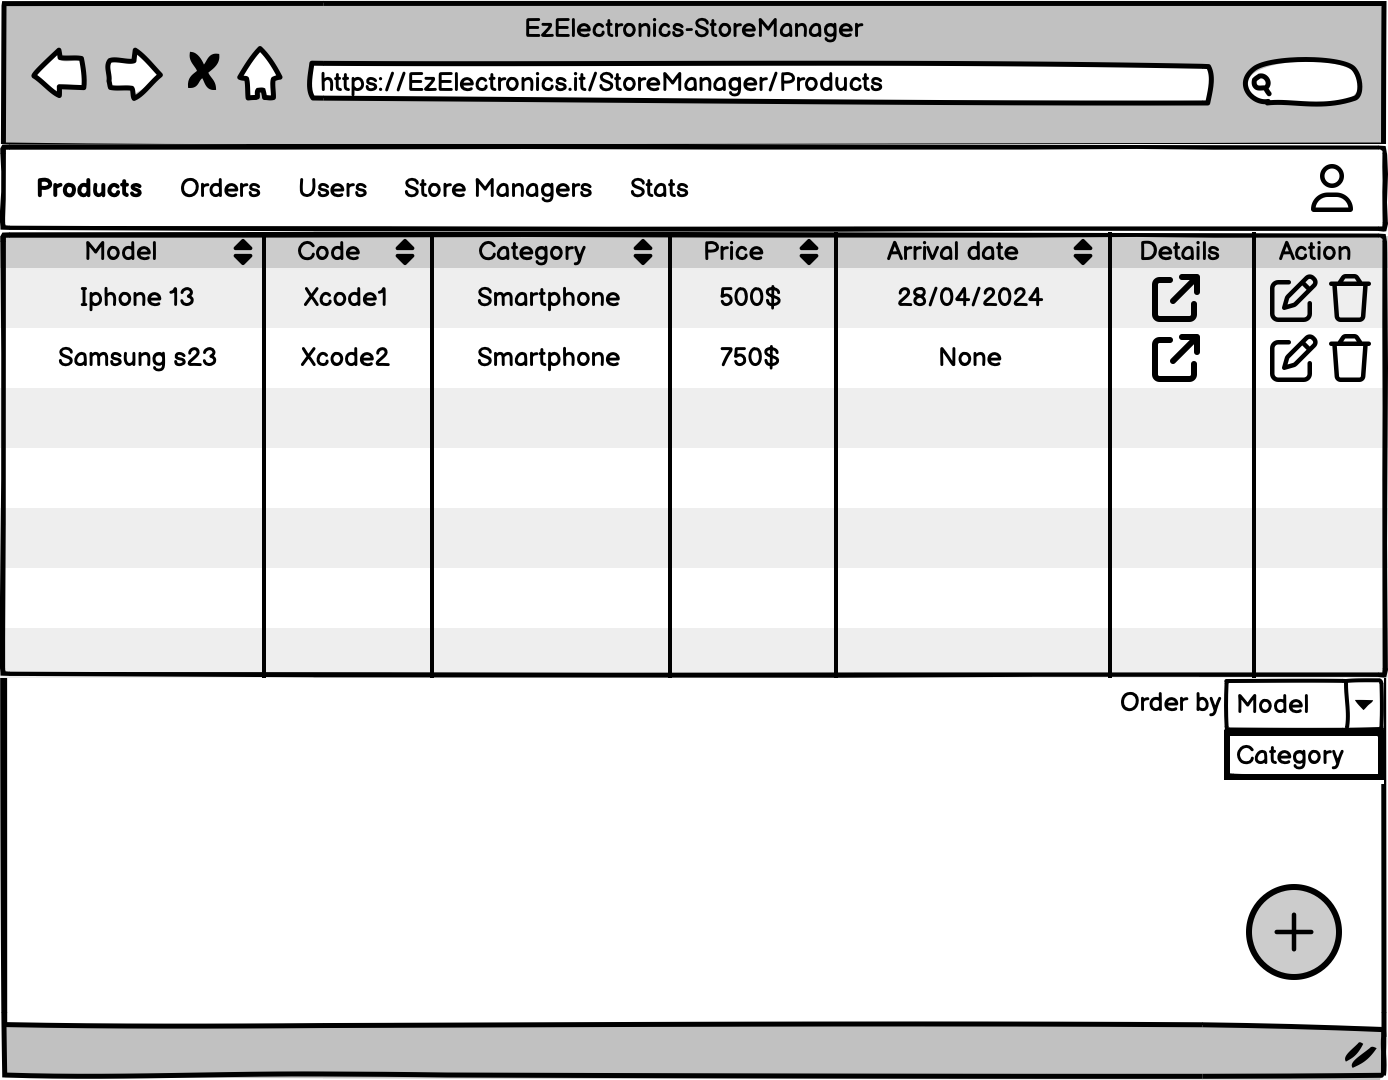 EzElectronics-StoreManager
https://EzElectronics.it/StoreManager/Products
Products Orders Users Store Managers Stats
Model Code Category Price Arrival date Details Action
Iphone 13 Xcode1 Smartphone 500$ 28/04/2024
Samsung s23 Xcode2 Smartphone 750$ None
Order by Model
Category